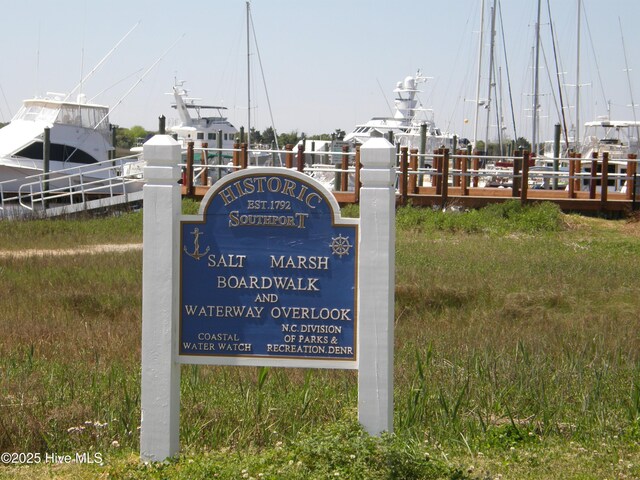 HISTORIC
EST.1792
SOUTHPORT
SALT MARSH
BOARDWALK
AND
WATERWAY OVERLOOK
COASTAL
WATER WATCH
N.C. DIVISION
OF PARKS &
RECREATION.DENR
© 2025 Hive MLS